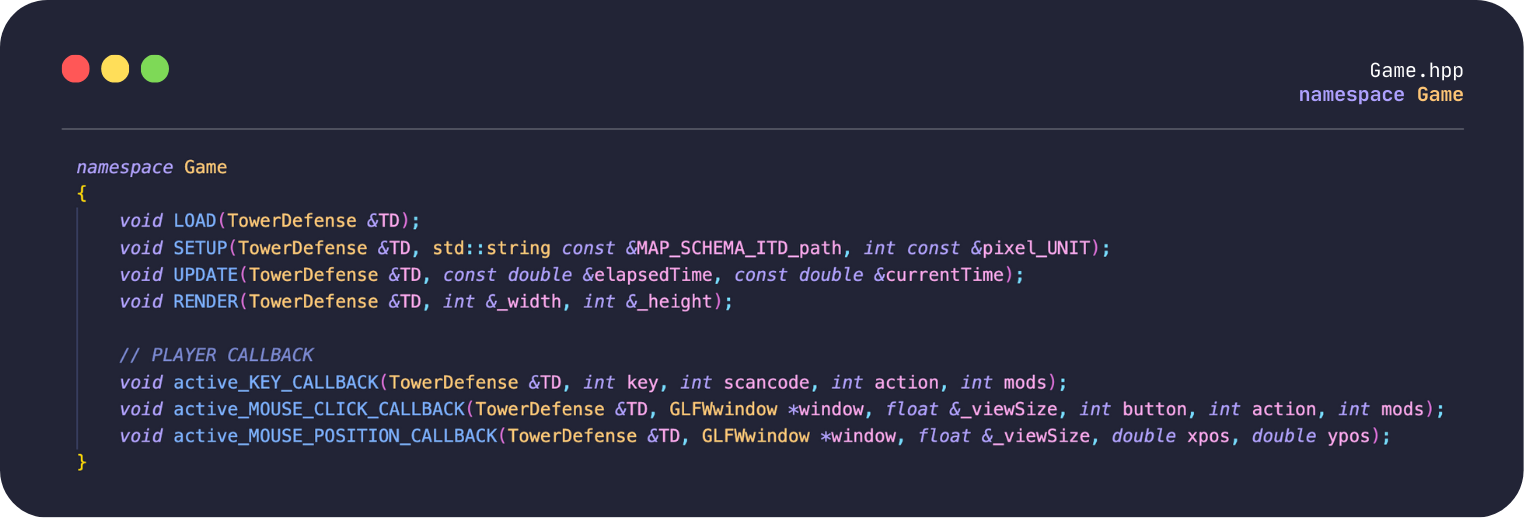 Game.hpp
namespace Game
namespace Game
{
    void LOAD(TowerDefense &TD);
    void SETUP(TowerDefense &TD, std::string const &MAP_SCHEMA_ITD_path, int const &pixel_UNIT);
    void UPDATE(TowerDefense &TD, const double &elapsedTime, const double &currentTime);
    void RENDER(TowerDefense &TD, int &_width, int &_height);

    // PLAYER CALLBACK
    void active_KEY_CALLBACK(TowerDefense &TD, int key, int scancode, int action, int mods);
    void active_MOUSE_CLICK_CALLBACK(TowerDefense &TD, GLFWwindow *window, float &_viewSize, int button, int action, int mods);
    void active_MOUSE_POSITION_CALLBACK(TowerDefense &TD, GLFWwindow *window, float &_viewSize, double xpos, double ypos);
}